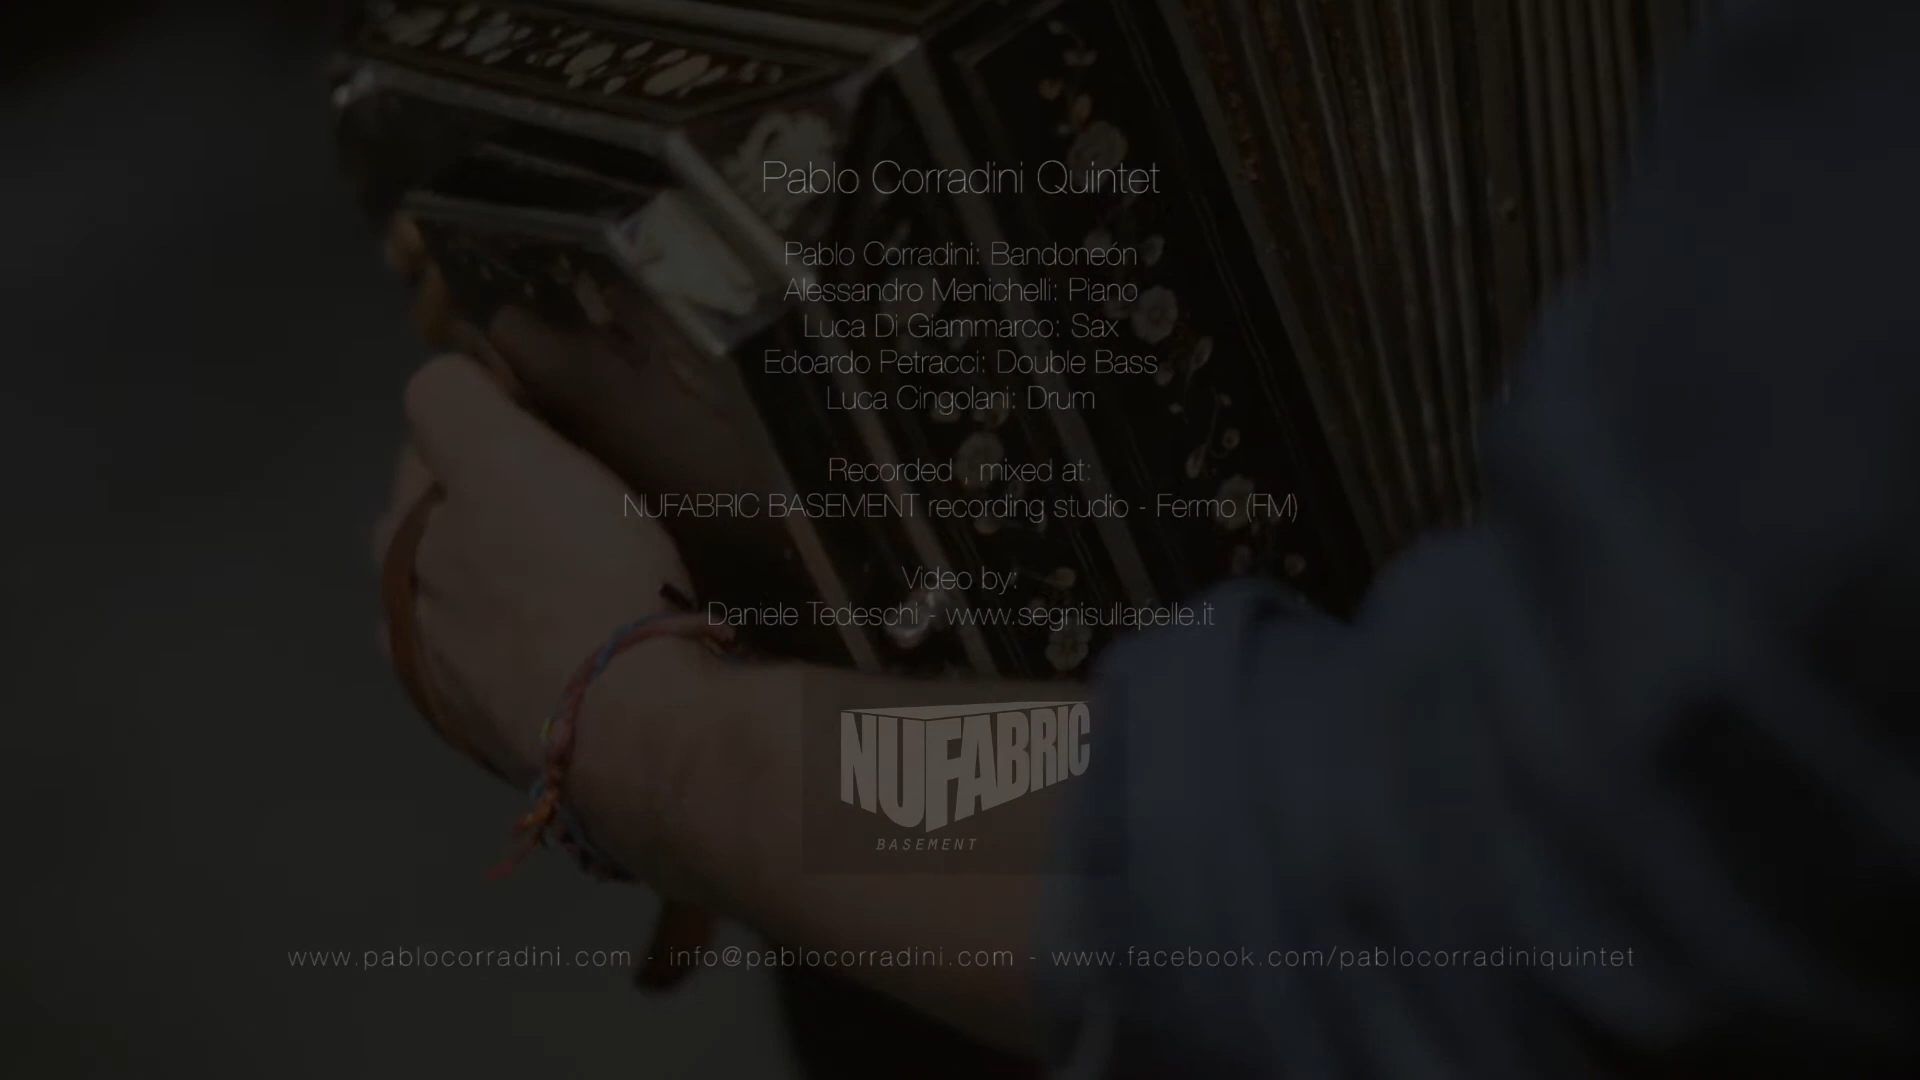 Pablo Corradini Quintet
Pablo Corradini: Bandoneón
Alessandro Menichelli: Piano
Luca Di Giammarco: Sax
Edoardo Petracci: Double Bass
Luca Cingolani: Drum
Recorded , mixed at:
NUFABRIC BASEMENT recording studio - Fermo (FM)
Video by:
Daniele Tedeschi - www.segnisullapelle.it
NUFABRIC
BASEMENT
www.pablocorradini.com - info@pablocorradini.com - www.facebook.com/pablocorradiniquintet